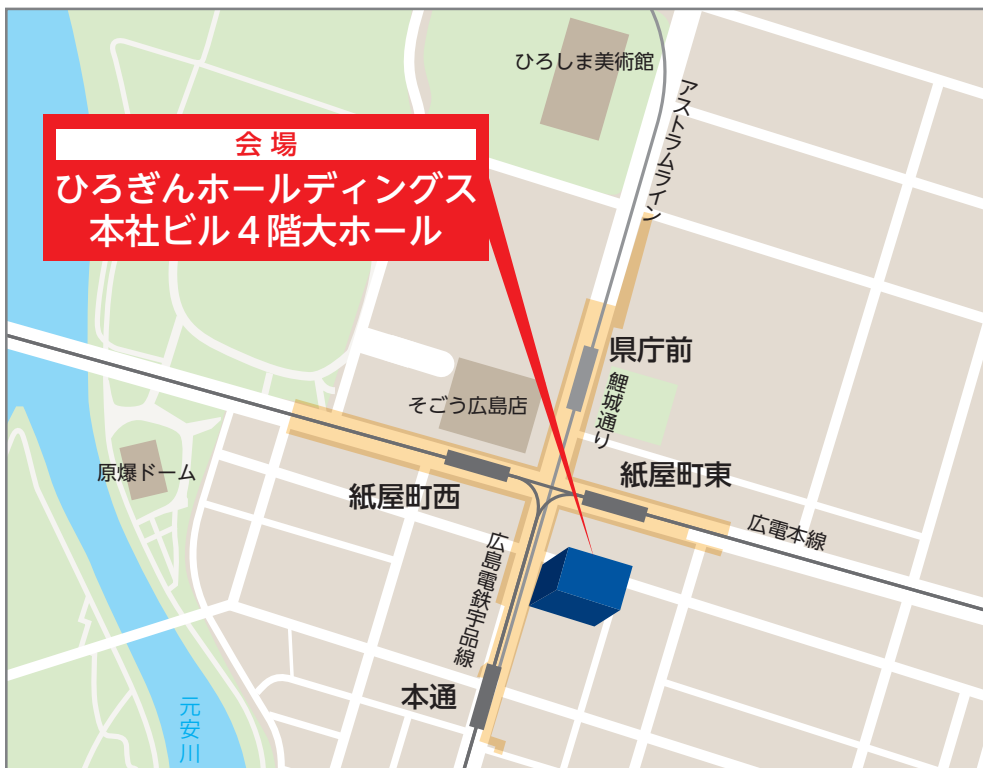 ひろしま美術館
アストラムライン
会場
ひろぎんホールディングス
本社ビル４階大ホール
県庁前
鯉城通り
そごう広島店
原爆ドーム
紙屋町西
紙屋町東
広電本線
広島電鉄宇品線
本通
元安川